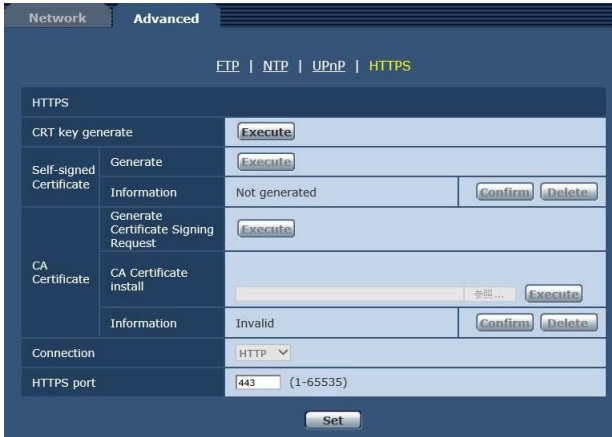 Network
Advanced
FTP | NTP | UPnP | HTTPS
HTTPS
CRT key generate
Execute
Self-signed
Certificate
Generate
Execute
Information
Not generated
Confirm
Delete
CA
Certificate
Generate
Certificate Signing
Request
Execute
CA Certificate
install
参照...
Execute
Information
Invalid
Confirm
Delete
Connection
HTTP
HTTPS port
443
(1-65535)
Set